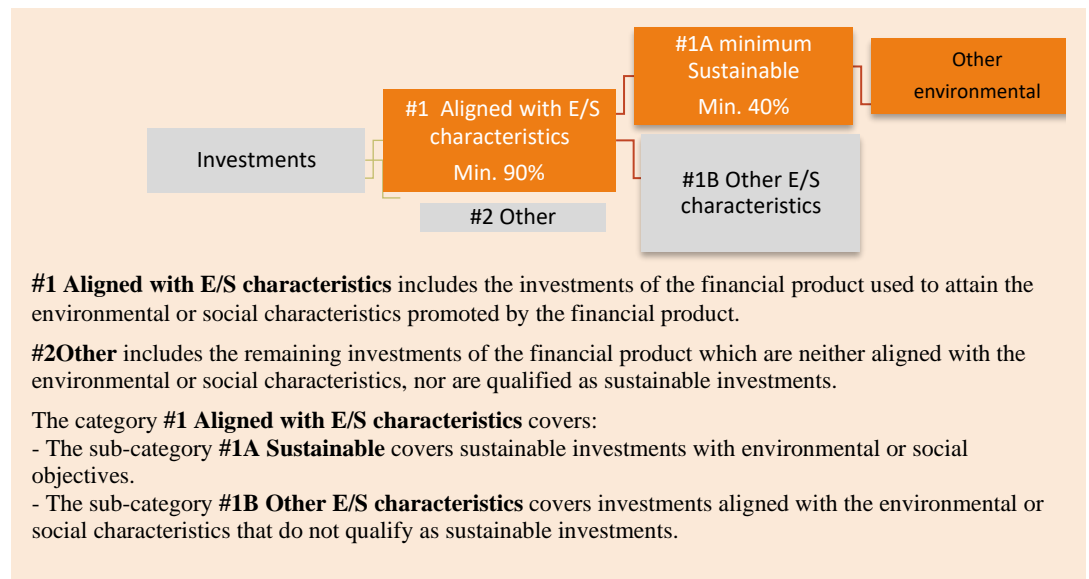 #1A minimum
Sustainable
Min. 40%
Other
environmental
#1 Aligned with E/S
characteristics
Min. 90%
Investments
#1B Other E/S
characteristics
#2 Other
#1 Aligned with E/S characteristics includes the investments of the financial product used to attain the
environmental or social characteristics promoted by the financial product.
#2Other includes the remaining investments of the financial product which are neither aligned with the
environmental or social characteristics, nor are qualified as sustainable investments.
The category #1 Aligned with E/S characteristics covers:
- The sub-category #1A Sustainable covers sustainable investments with environmental or social
objectives.
- The sub-category #1B Other E/S characteristics covers investments aligned with the environmental or
social characteristics that do not qualify as sustainable investments.